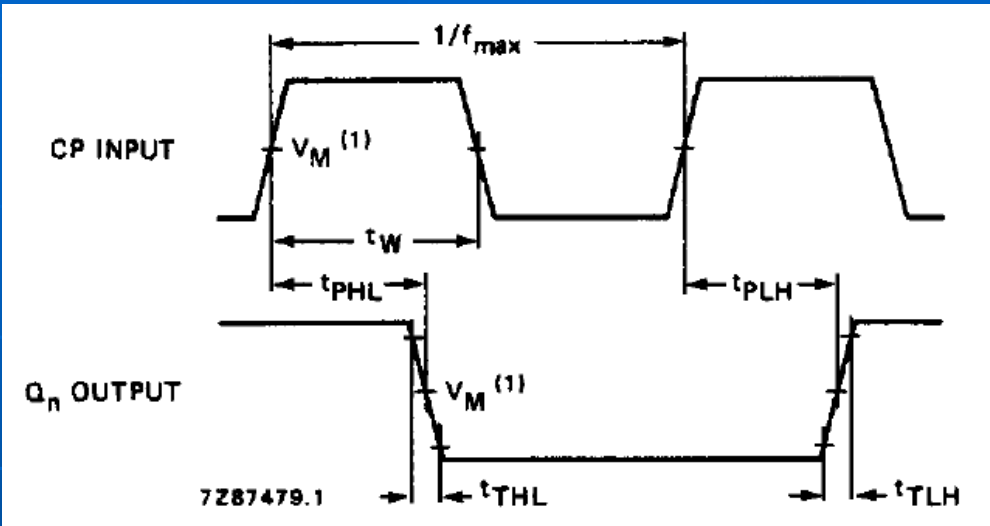 1/fmax
CP INPUT
VM (1)
tW
tPHL
tPLH
Qn OUTPUT
VM (1)
7Z87479.1
tTHL
tTLH